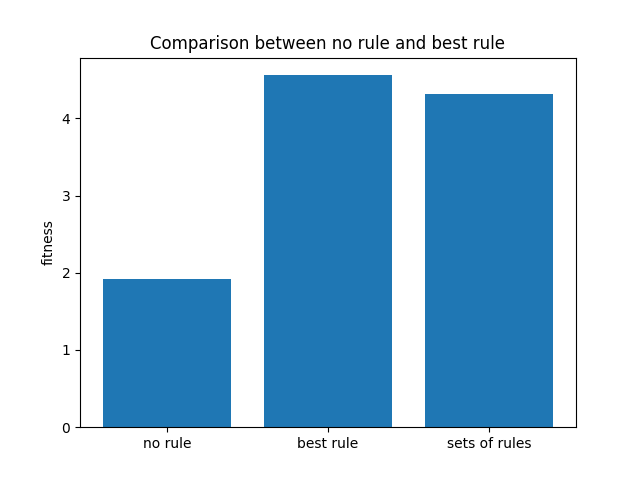 Comparison between no rule and best rule
fitness
4
3
2
1
0
no rule best rule sets of rules